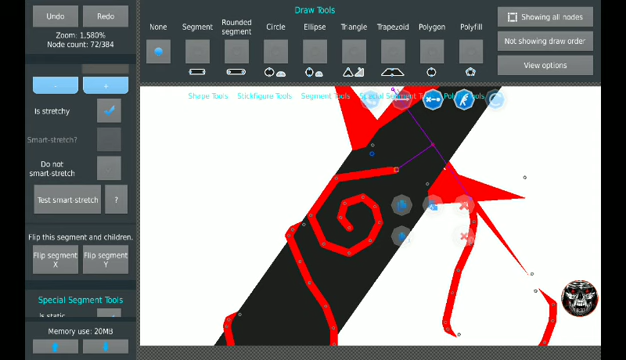 Undo
Redo
Zoom: 1,580%
Node count: 72/384
Is stretchy
Smart-stretch?
Do not
smart-stretch
Test smart-stretch
?
Flip this segment and children.
Flip segment
X
Flip segment
Y
Special Segment Tools
Is static
Memory use: 20MB
Draw Tools
None
Segment
Rounded
segment
Circle
Ellipse
Triangle
Trapezoid
Polygon
Polyfill
Showing all nodes
Not showing draw order
View options
Shape Tools
Stickfigure Tools
Segment Tools